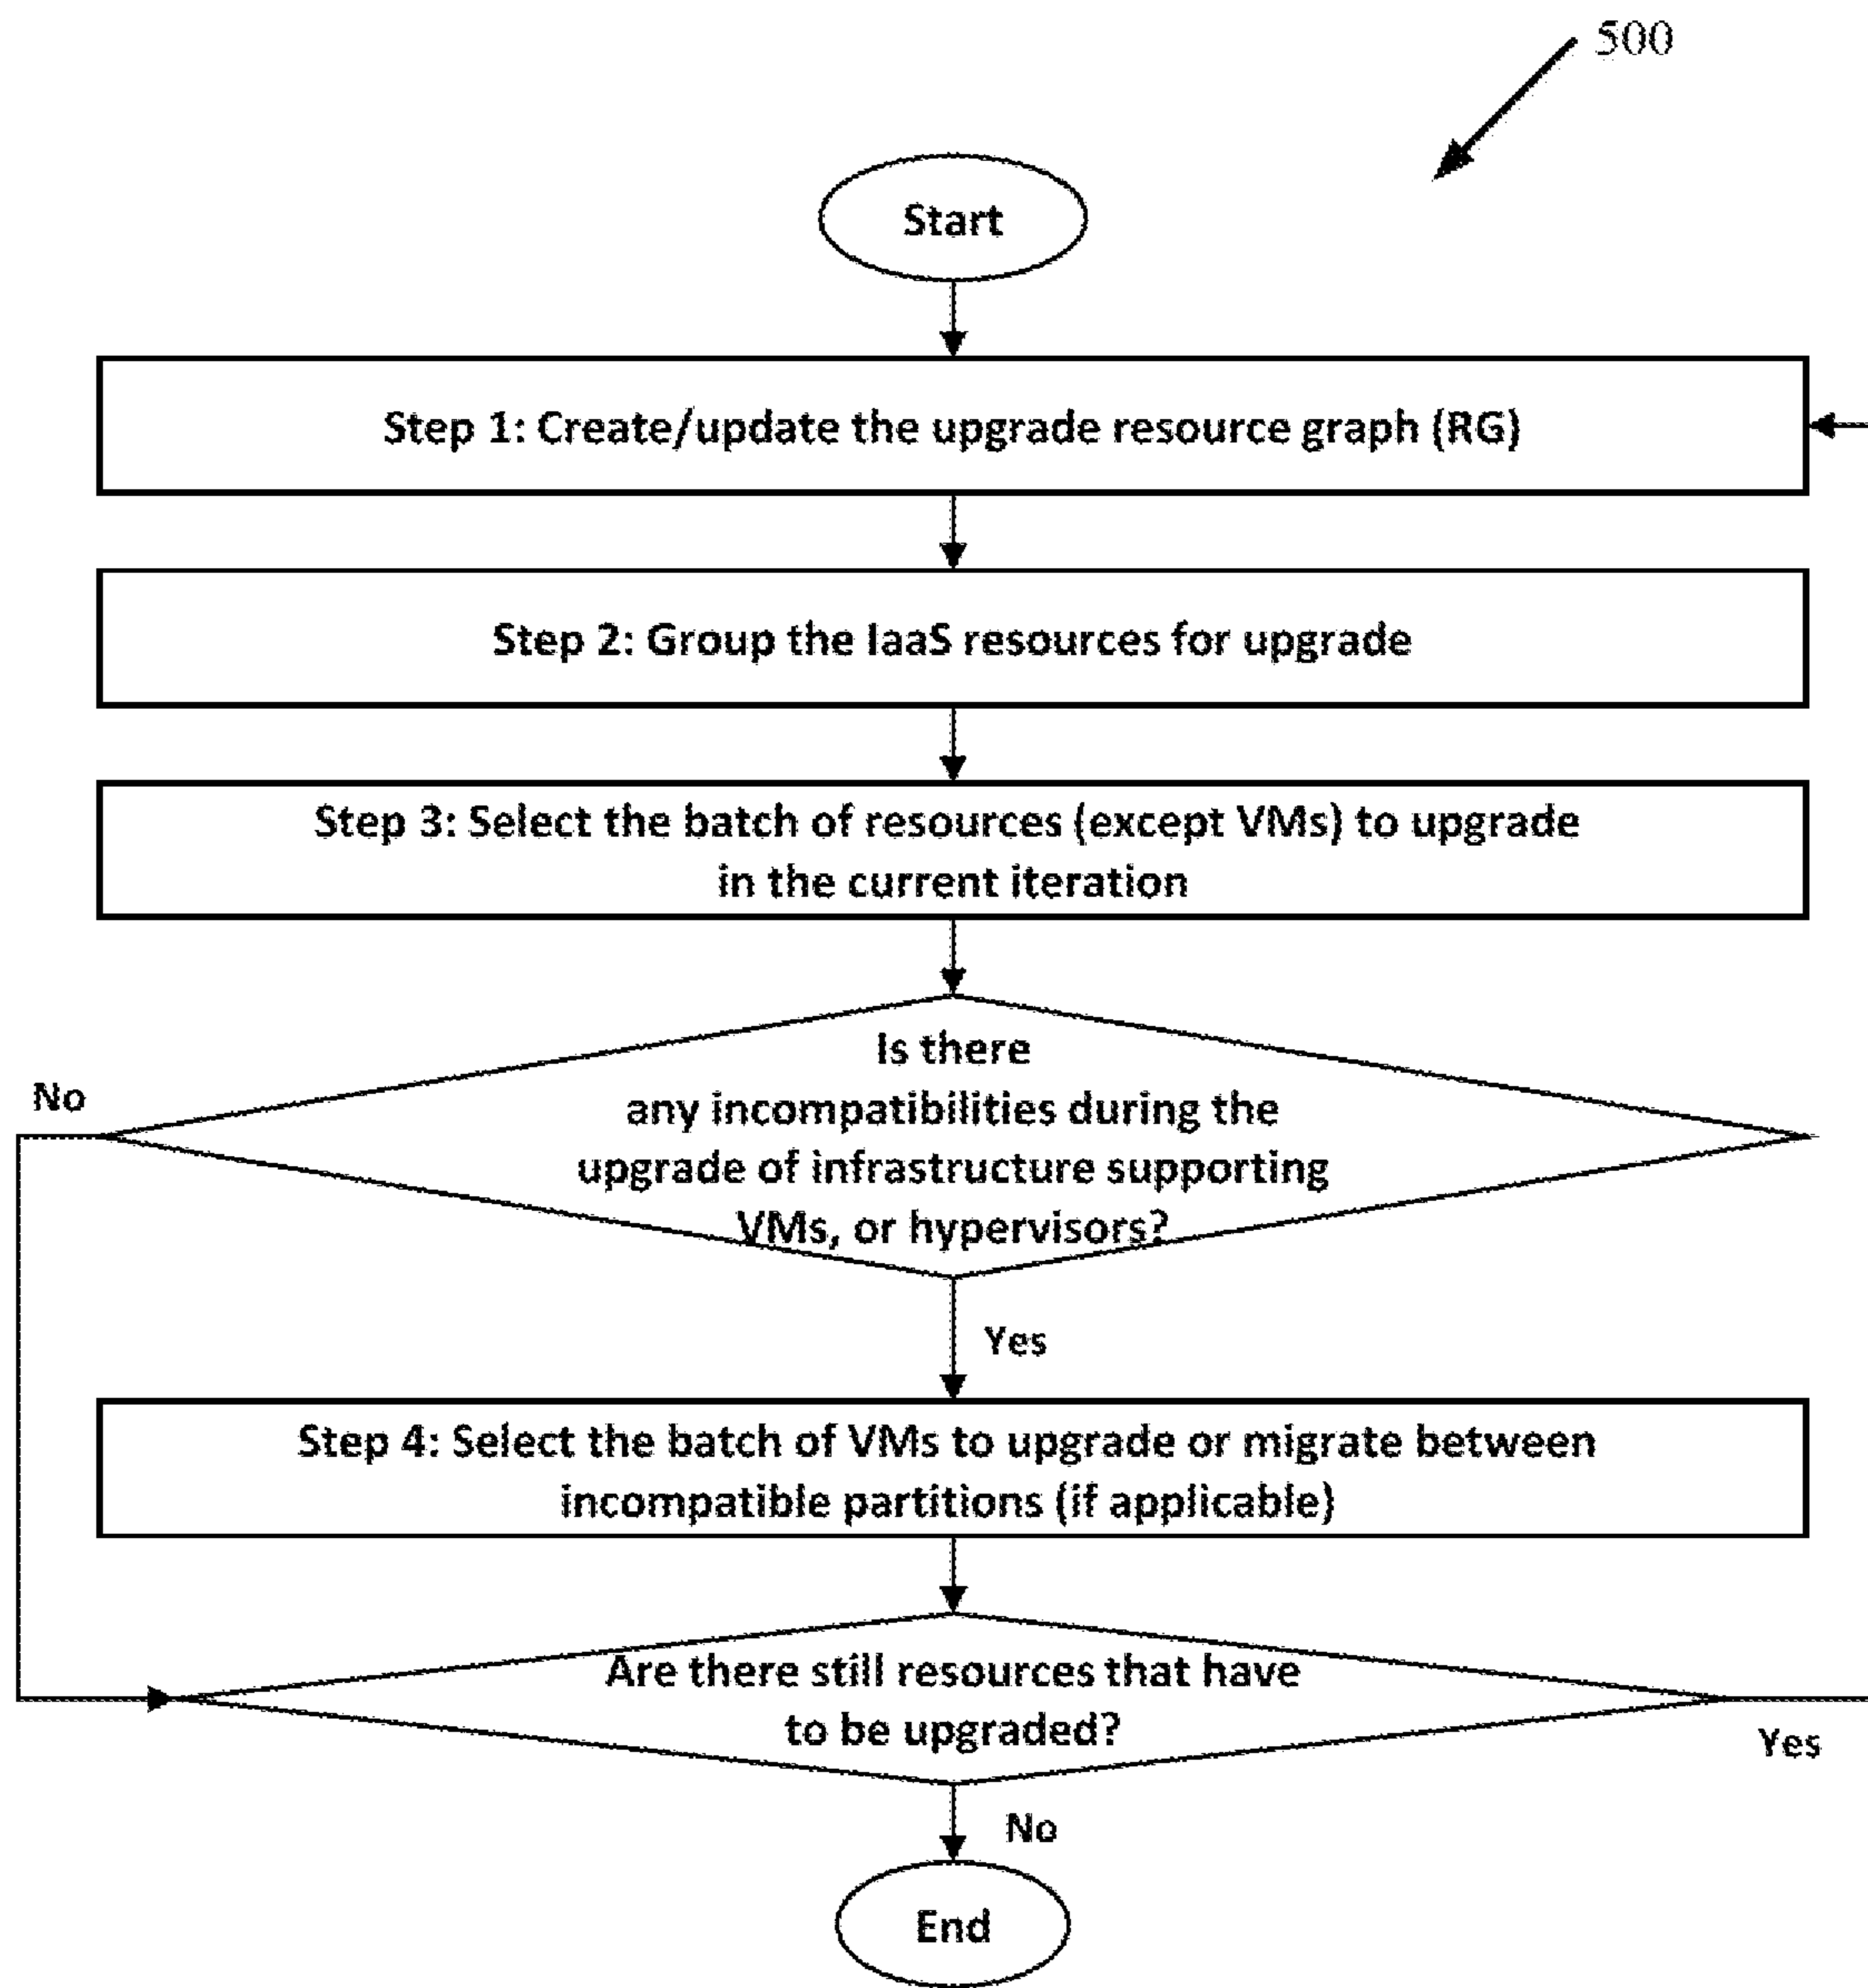 500
Start
Step 1: Create/update the upgrade resource graph (RG)
Step 2: Group the IaaS resources for upgrade
Step 3: Select the batch of resources (except VMs) to upgrade
in the current iteration
Is there
any incompatibilities during the
upgrade of infrastructure supporting
VMs, or hypervisors?
No
Yes
Step 4: Select the batch of VMs to upgrade or migrate between
incompatible partitions (if applicable)
Are there still resources that have
to be upgraded?
Yes
No
End